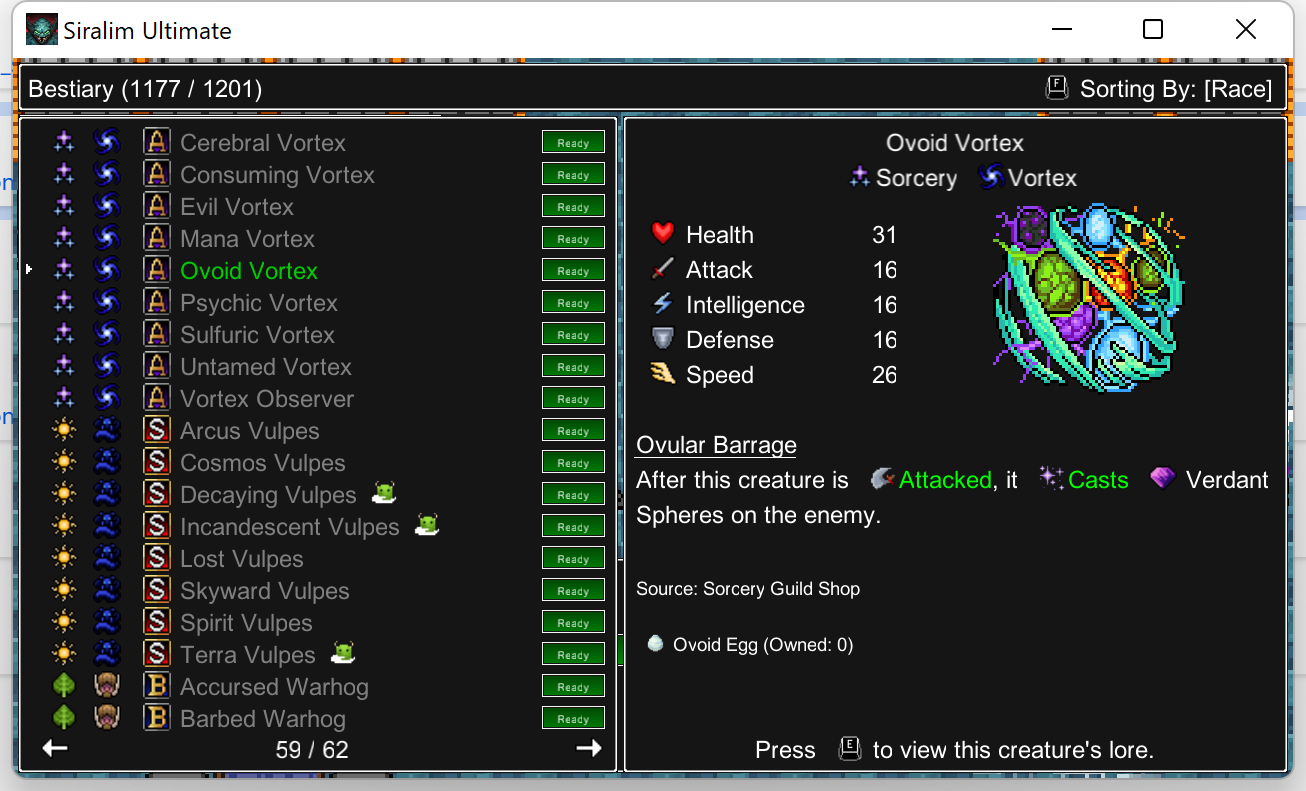 Siralim Ultimate
Bestiary (1177 / 1201)
F Sorting By: [Race]
A Cerebral Vortex Ready
A Consuming Vortex Ready
A Evil Vortex Ready
A Mana Vortex Ready
A Ovoid Vortex Ready
A Psychic Vortex Ready
A Sulfuric Vortex Ready
A Untamed Vortex Ready
A Vortex Observer Ready
S Arcus Vulpes Ready
S Cosmos Vulpes Ready
S Decaying Vulpes Ready
S Incandescent Vulpes Ready
S Lost Vulpes Ready
S Skyward Vulpes Ready
S Spirit Vulpes Ready
S Terra Vulpes Ready
B Accursed Warhog Ready
B Barbed Warhog Ready
59 / 62
Ovoid Vortex
Sorcery Vortex
Health 31
Attack 16
Intelligence 16
Defense 16
Speed 26
Ovular Barrage
After this creature is Attacked, it Casts Verdant
Spheres on the enemy.
Source: Sorcery Guild Shop
Ovoid Egg (Owned: 0)
Press E to view this creature's lore.